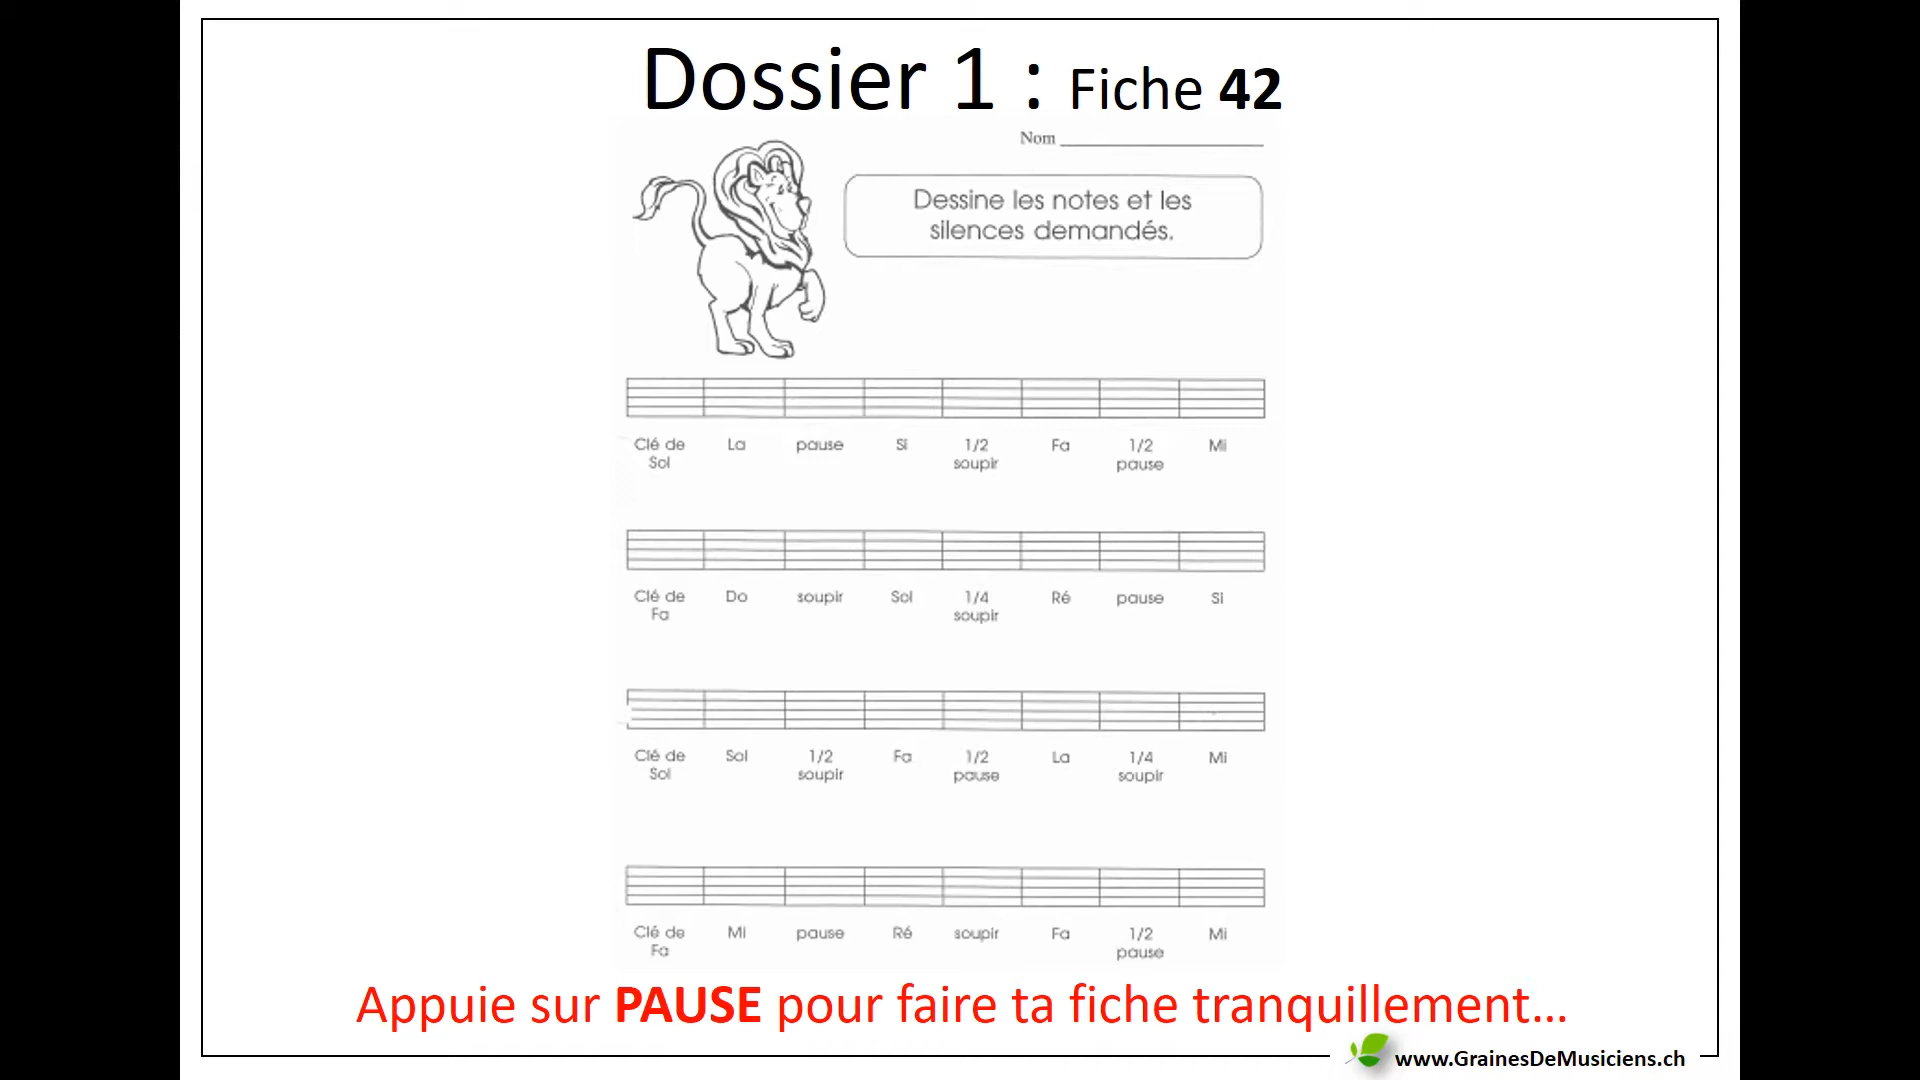 Dossier 1 : Fiche 42
Nom
Dessine les notes et les
silences demandés.
Clé de La pause Si 1/2 Fa 1/2 Mi
Sol soupir pause
Clé de Do soupir Sol 1/4 Ré pause Si
Fa soupir
Clé de Sol 1/2 Fa 1/2 La 1/4 Mi
Sol soupir pause soupir
Clé de Mi pause Ré soupir Fa 1/2 Mi
Fa pause
Appuie sur PAUSE pour faire ta fiche tranquillement...
www.GrainesDeMusiciens.ch